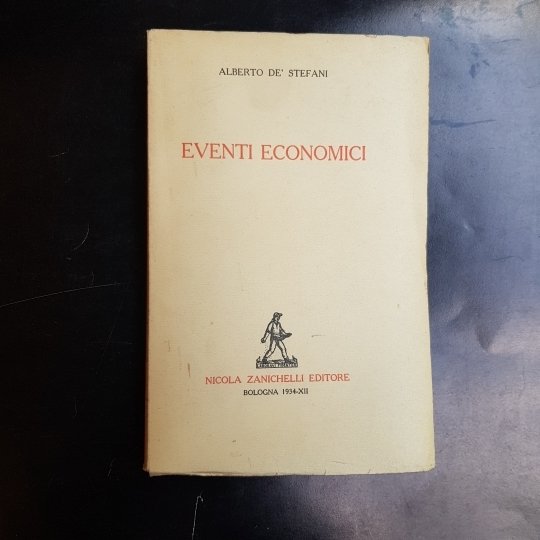 ALBERTO DE' STEFANI
EVENTI ECONOMICI
NICOLA ZANICHELLI EDITORE
BOLOGNA 1934-XII